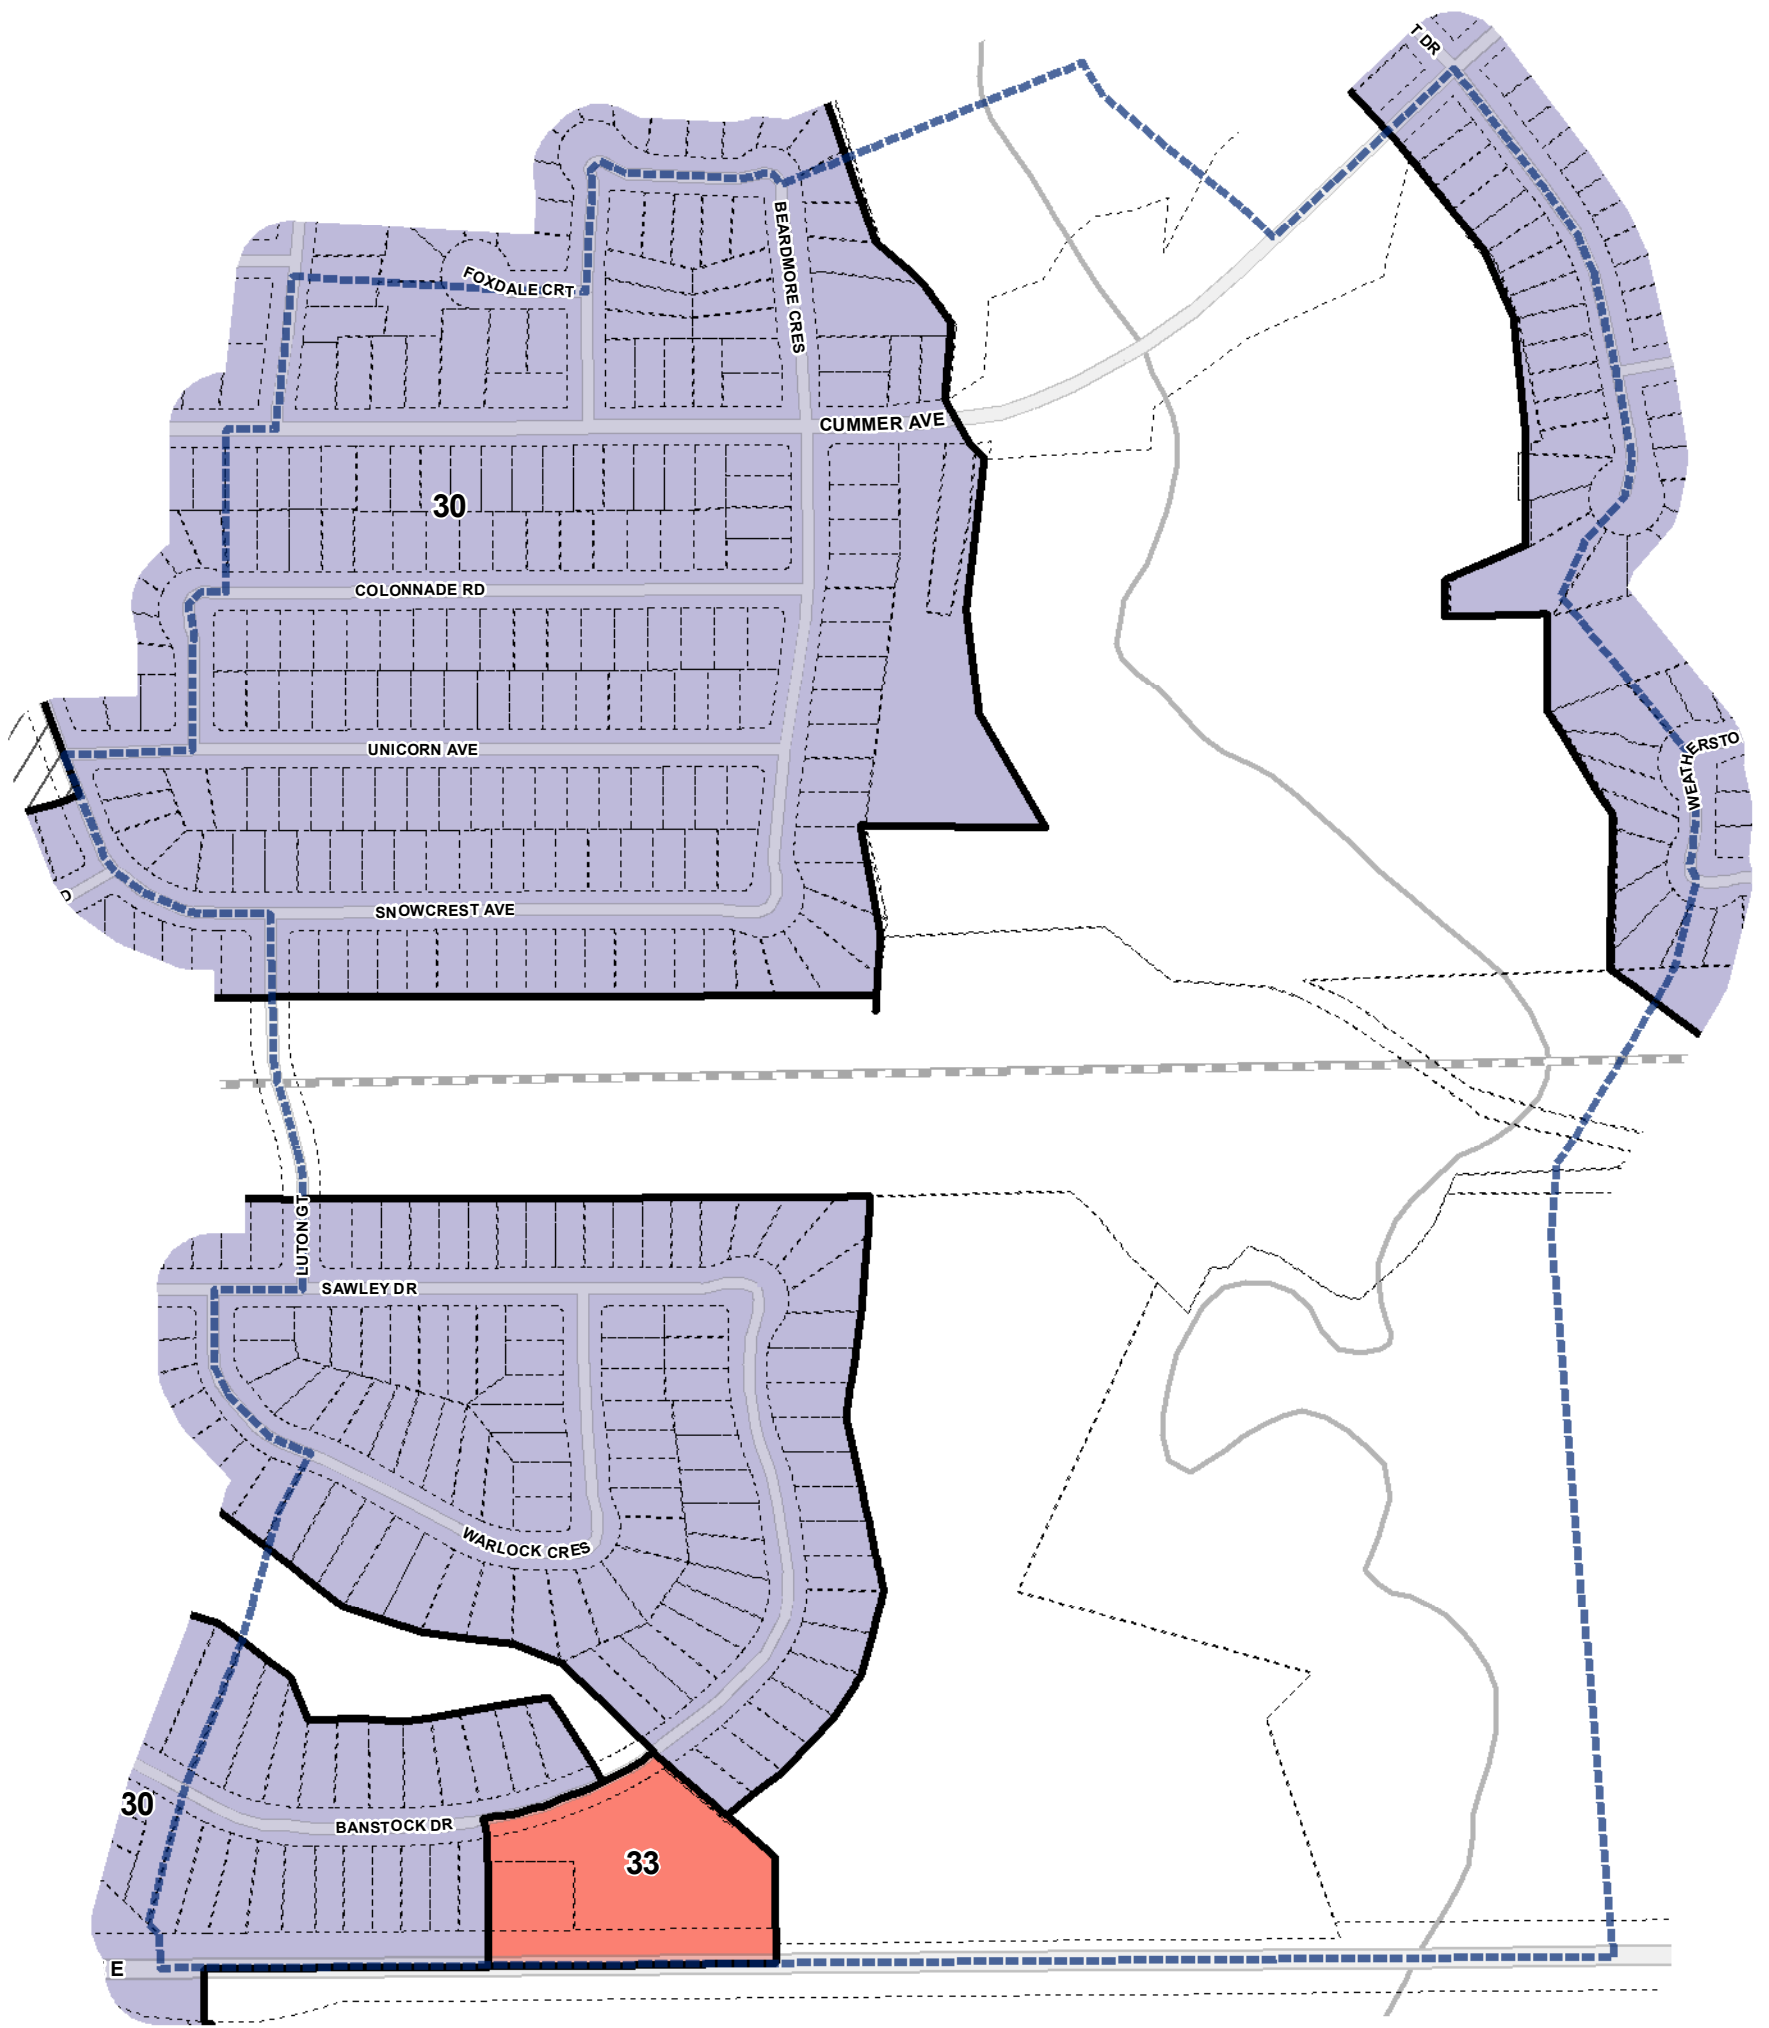 T DR
BEARDMORE CRES
FOXDALE CRT
CUMMER AVE
30
COLONNADE RD
UNICORN AVE
WEATHERSTO
D
SNOWCREST AVE
LUTON GT
SAWLEY DR
WARLOCK CRES
30
BANSTOCK DR
33
E